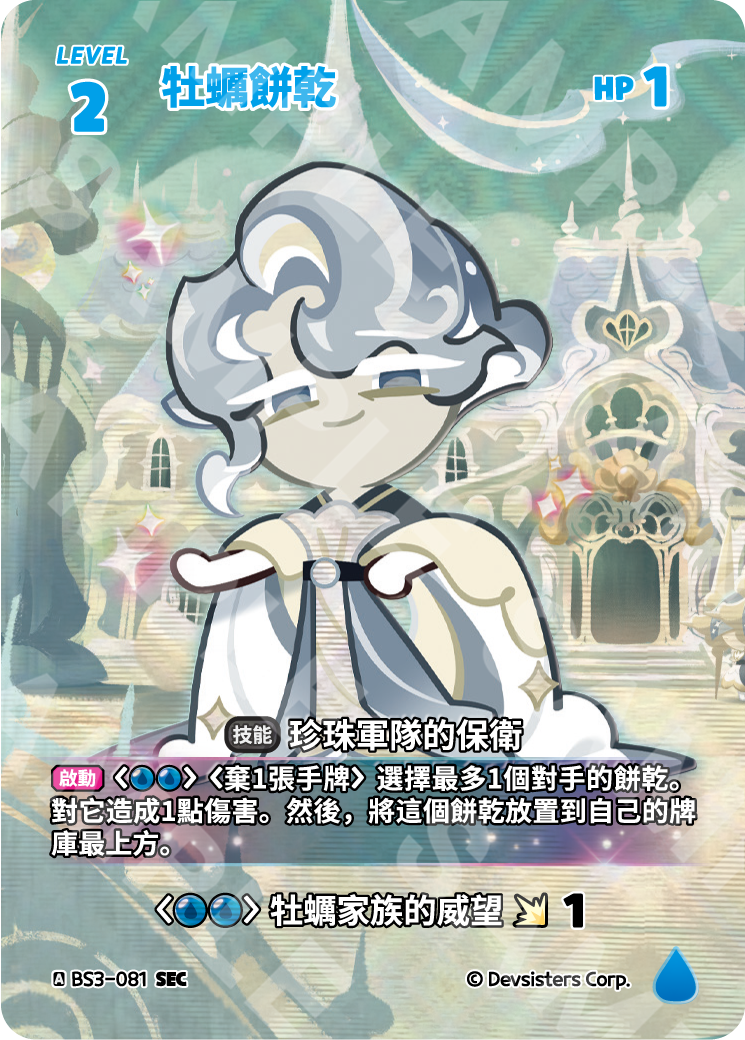 LEVEL
2
牡蠣餅乾
HP 1
技能 珍珠軍隊的保衛
啟動 〈〉〈棄1張手牌〉選擇最多1個對手的餅乾。
對它造成1點傷害。然後，將這個餅乾放置到自己的牌
庫最上方。
〈〉牡蠣家族的威望 1
A BS3-081 SEC
© Devsisters Corp.
SAMPLE